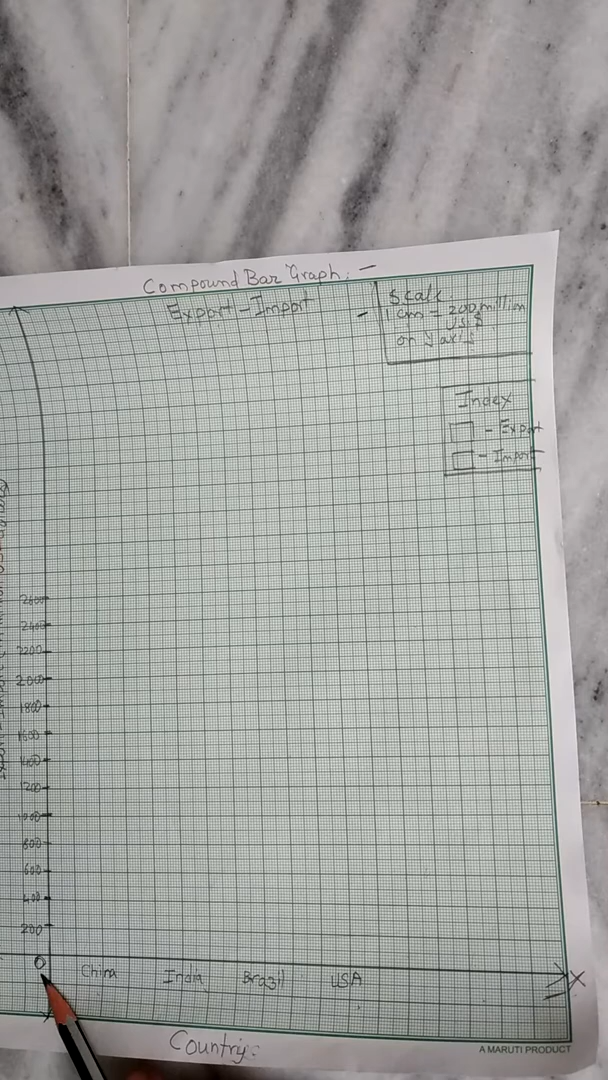 Compound Bar Graph:-
Export-Import
Scale
1 cm = 200 million
US $
on y axis
Index
- Export
- Import
2600
2400
2200
2000
1800
1600
1400
1200
1000
800
600
400
200
0
China India Brazil USA
X
Country:
A MARUTI PRODUCT